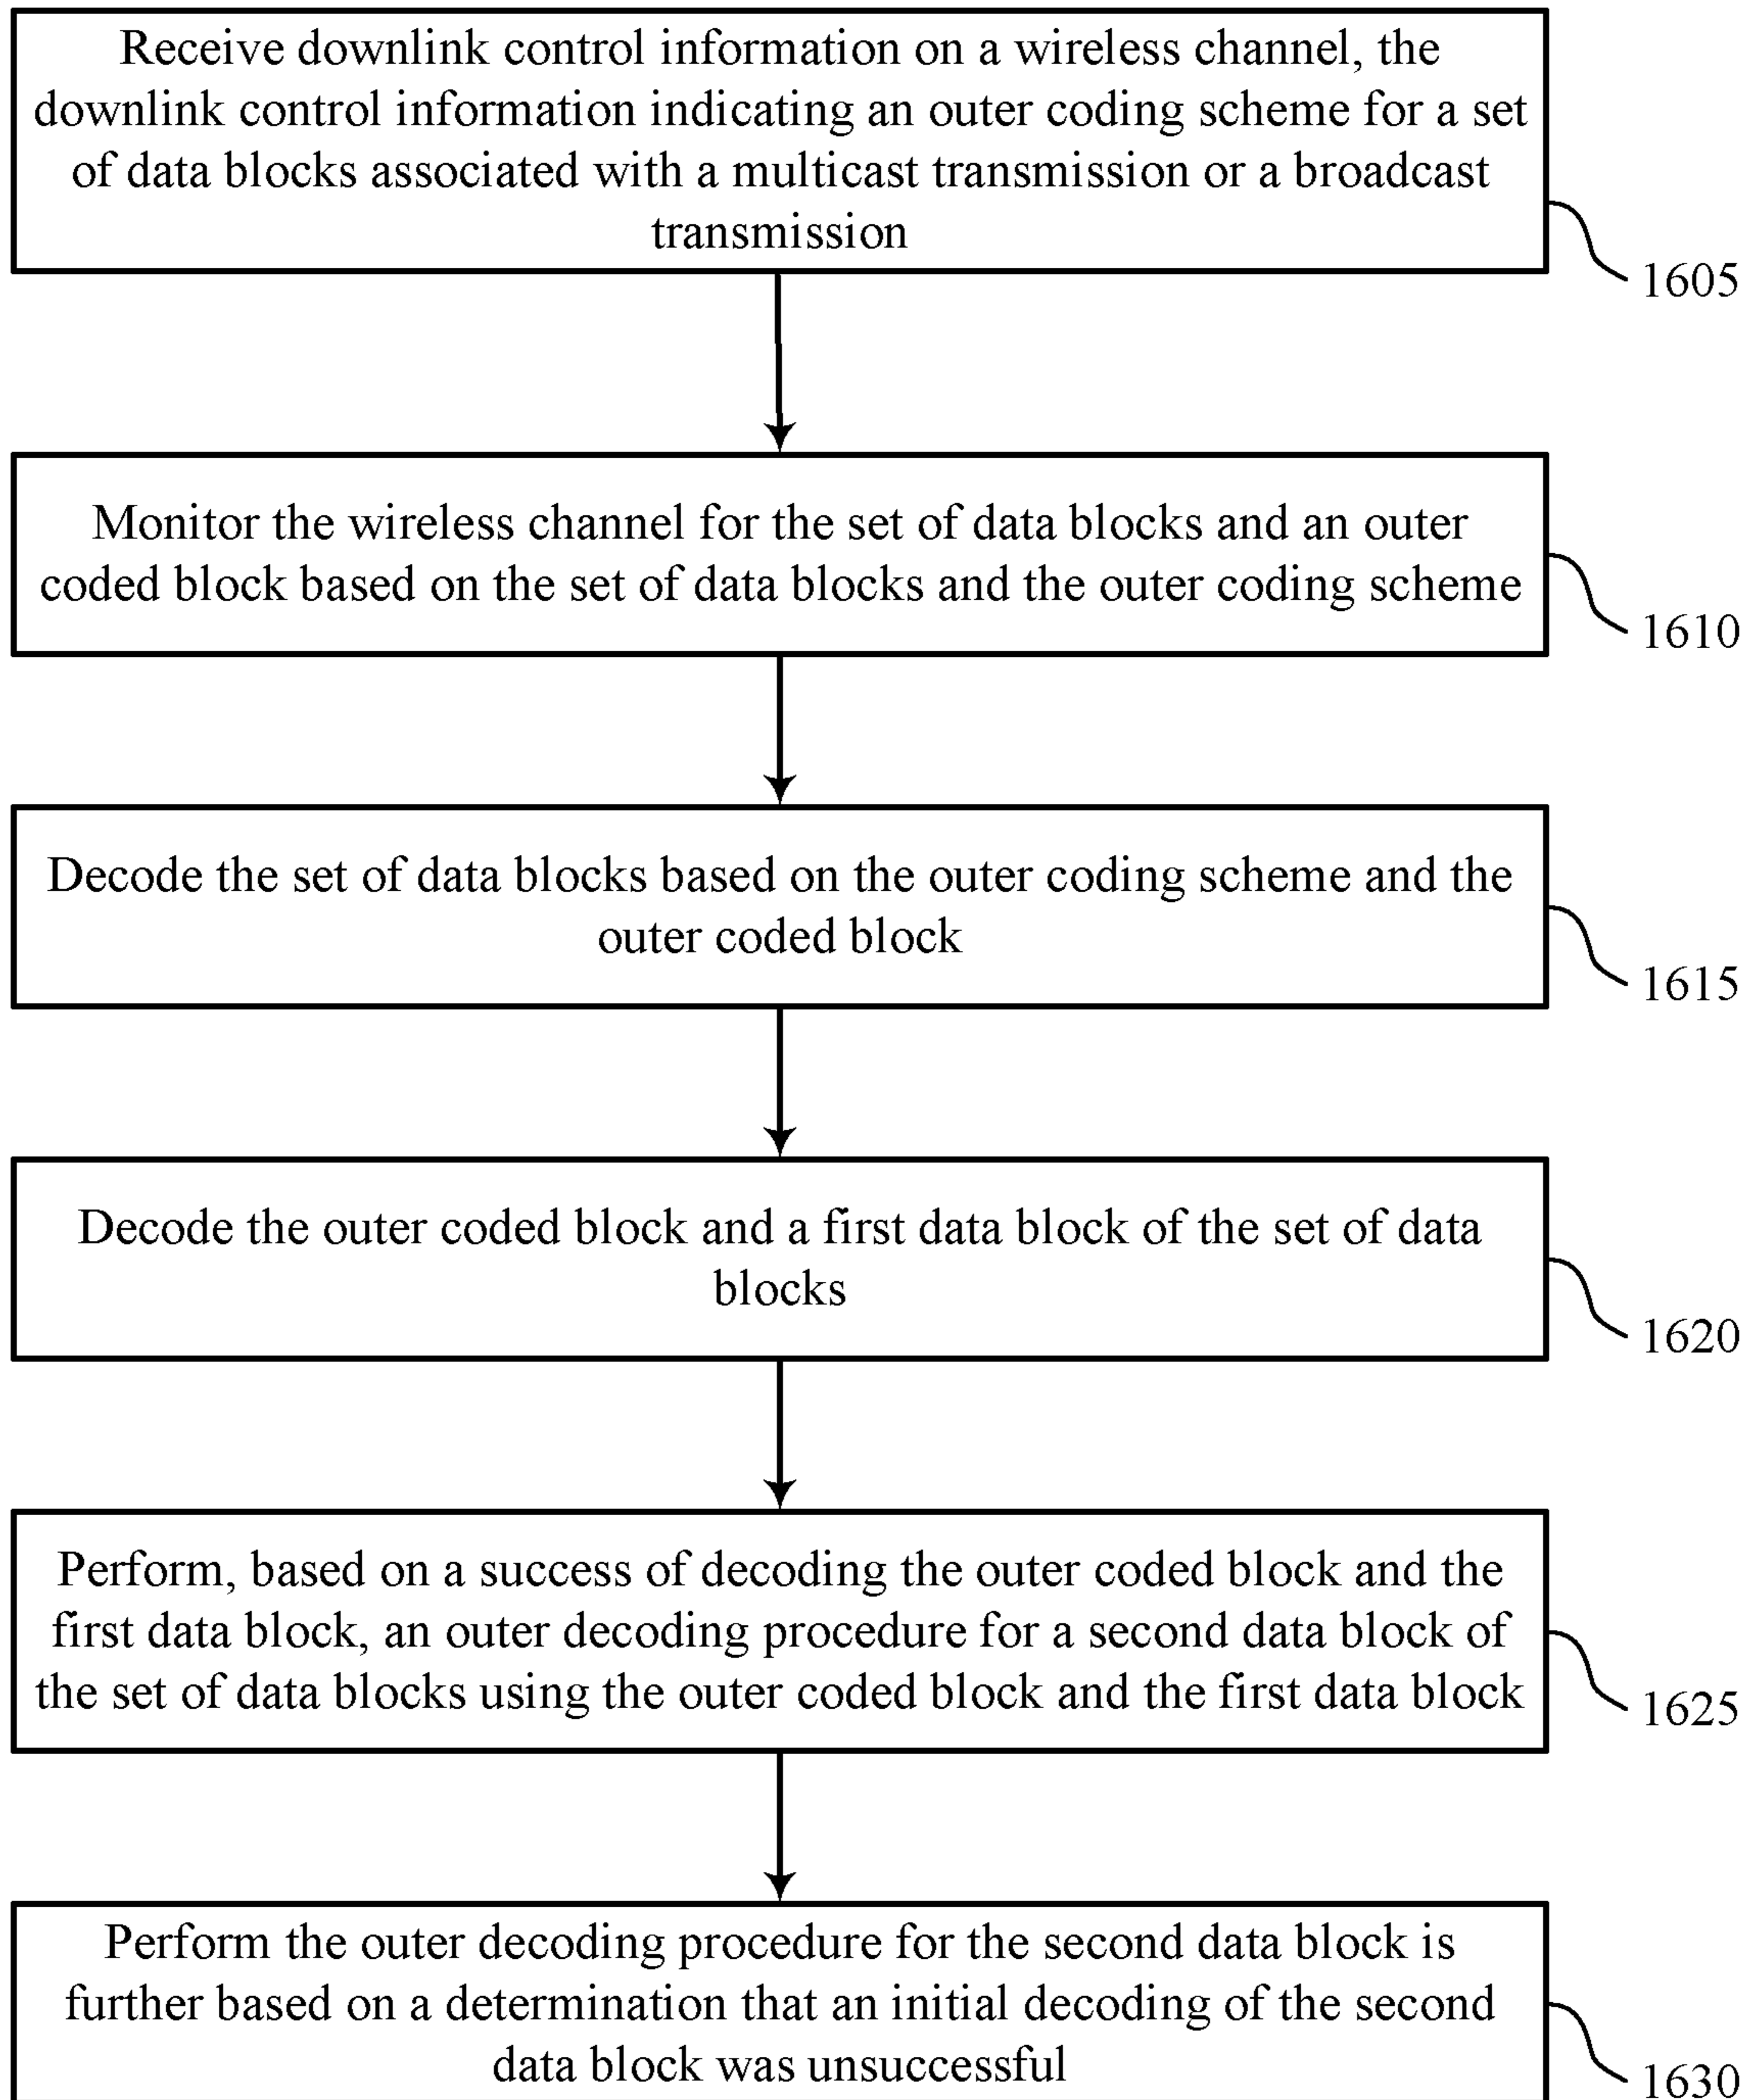 Receive downlink control information on a wireless channel, the
downlink control information indicating an outer coding scheme for a set
of data blocks associated with a multicast transmission or a broadcast
transmission
1605
Monitor the wireless channel for the set of data blocks and an outer
coded block based on the set of data blocks and the outer coding scheme
1610
Decode the set of data blocks based on the outer coding scheme and the
outer coded block
1615
Decode the outer coded block and a first data block of the set of data
blocks
1620
Perform, based on a success of decoding the outer coded block and the
first data block, an outer decoding procedure for a second data block of
the set of data blocks using the outer coded block and the first data block
1625
Perform the outer decoding procedure for the second data block is
further based on a determination that an initial decoding of the second
data block was unsuccessful
1630